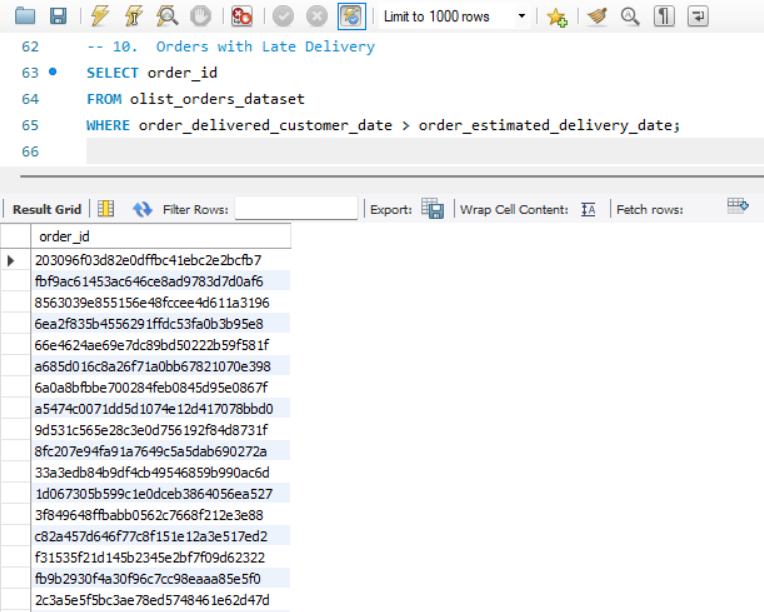 Limit to 1000 rows
62 -- 10. Orders with Late Delivery
63 SELECT order_id
64 FROM olist_orders_dataset
65 WHERE order_delivered_customer_date > order_estimated_delivery_date;
66
Result Grid Filter Rows: Export: Wrap Cell Content: IA Fetch rows:
order_id
203096f03d82e0dffbc41ebc2e2bcfb7
fbf9ac61453ac646ce8ad9783d7d0af6
8563039e855156e48fccee4d611a3196
6ea2f835b4556291ffdc53fa0b3b95e8
66e4624ae69e7dc89bd50222b59f581f
a685d016c8a26f71a0bb67821070e398
6a0a8bfbbe700284feb0845d95e0867f
a5474c0071dd5d1074e12d417078bbd0
9d531c565e28c3e0d756192f84d8731f
8fc207e94fa91a7649c5a5dab690272a
33a3edb84b9df4cb49546859b990ac6d
1d067305b599c1e0dceb3864056ea527
3f849648ffbabb0562c7668f212e3e88
c82a457d646f77c8f151e12a3e517ed2
f31535f21d145b2345e2bf7f09d62322
fb9b2930f4a30f96c7cc98eaaa85e5f0
2c3a5e5f5bc3ae78ed5748461e62d47d